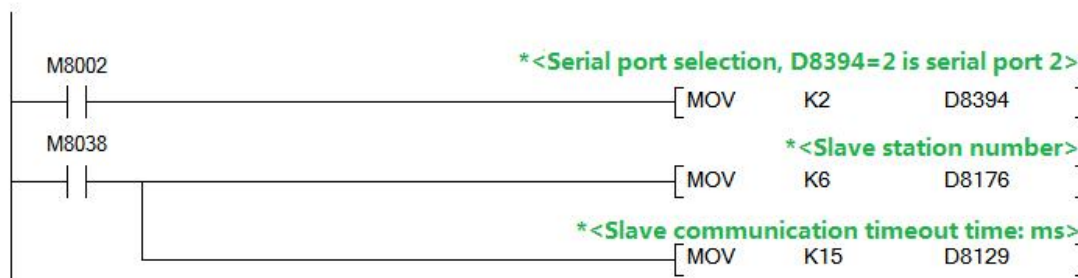 *<Serial port selection, D8394=2 is serial port 2>
M8002
MOV K2 D8394
*<Slave station number>
M8038
MOV K6 D8176
*<Slave communication timeout time: ms>
MOV K15 D8129